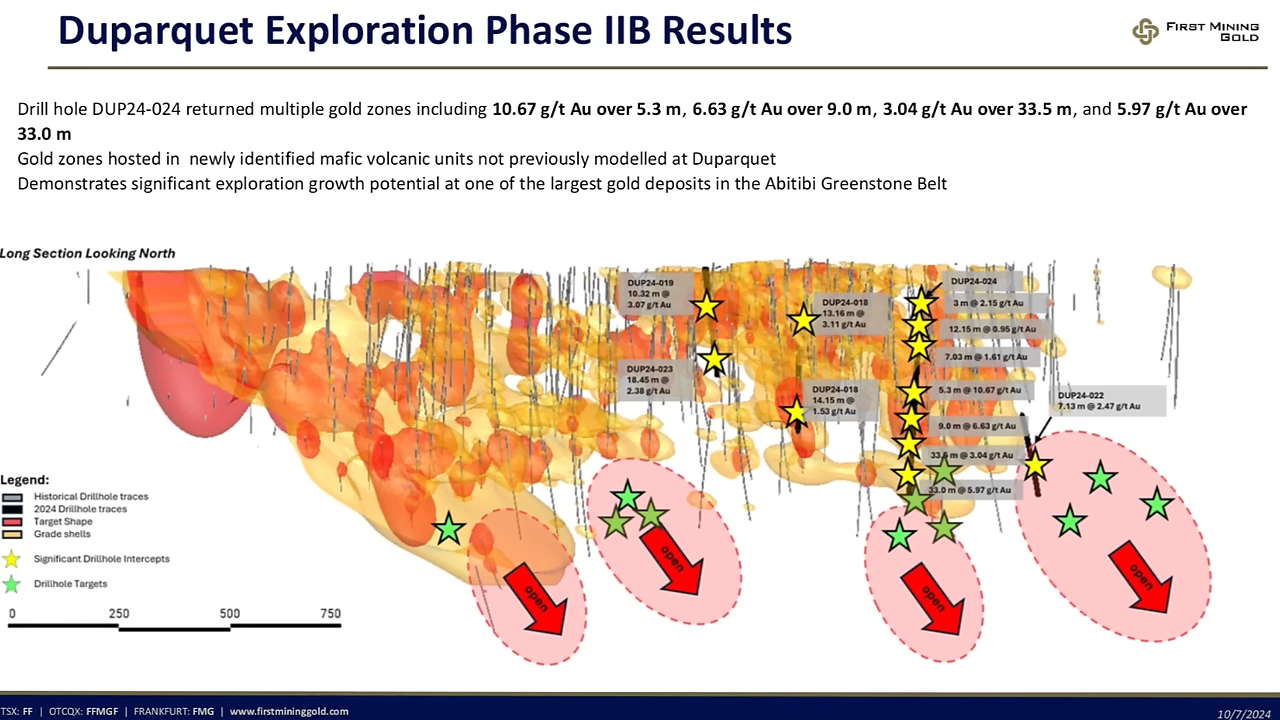 Duparquet Exploration Phase IIB Results
FIRST MINING
GOLD
Drill hole DUP24-024 returned multiple gold zones including 10.67 g/t Au over 5.3 m, 6.63 g/t Au over 9.0 m, 3.04 g/t Au over 33.5 m, and 5.97 g/t Au over
33.0 m
Gold zones hosted in  newly identified mafic volcanic units not previously modelled at Duparquet
Demonstrates significant exploration growth potential at one of the largest gold deposits in the Abitibi Greenstone Belt
Long Section Looking North
DUP24-019
10.32 m @
3.07 g/t Au
DUP24-018
13.16 m @
3.11 g/t Au
DUP24-024
3 m @ 2.15 g/t Au
12.15 m @ 0.95 g/t Au
7.03 m @ 1.61 g/t Au
5.3 m @ 10.67 g/t Au
9.0 m @ 6.63 g/t Au
33.5 m @ 3.04 g/t Au
33.0 m @ 5.97 g/t Au
DUP24-023
18.45 m @
2.38 g/t Au
DUP24-018
14.15 m @
1.53 g/t Au
DUP24-022
7.13 m @ 2.47 g/t Au
open
open
open
open
Legend:
Historical Drillhole traces
2024 Drillhole traces
Target Shape
Grade shells
Significant Drillhole Intercepts
Drillhole Targets
0 250 500 750
TSX: FF | OTCQX: FFMGF | FRANKFURT: FMG | www.firstmininggold.com
10/7/2024